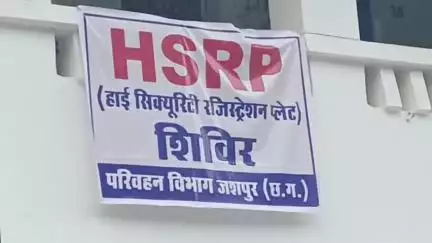 HSRP
(हाई सिक्यूरिटी रजिस्ट्रेशन प्लेट)
शिविर
परिवहन विभाग जशपुर (छ.ग.)